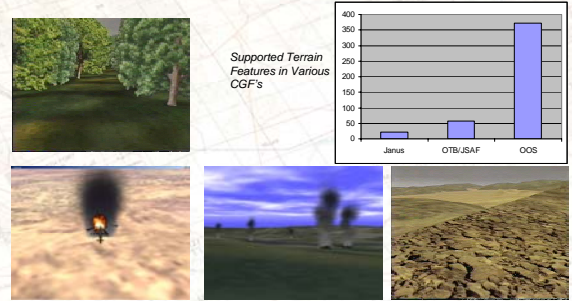 Supported Terrain
Features in Various
CGF's
400
350
300
250
200
150
100
50
0
Janus
OTB/JSAF
OOS